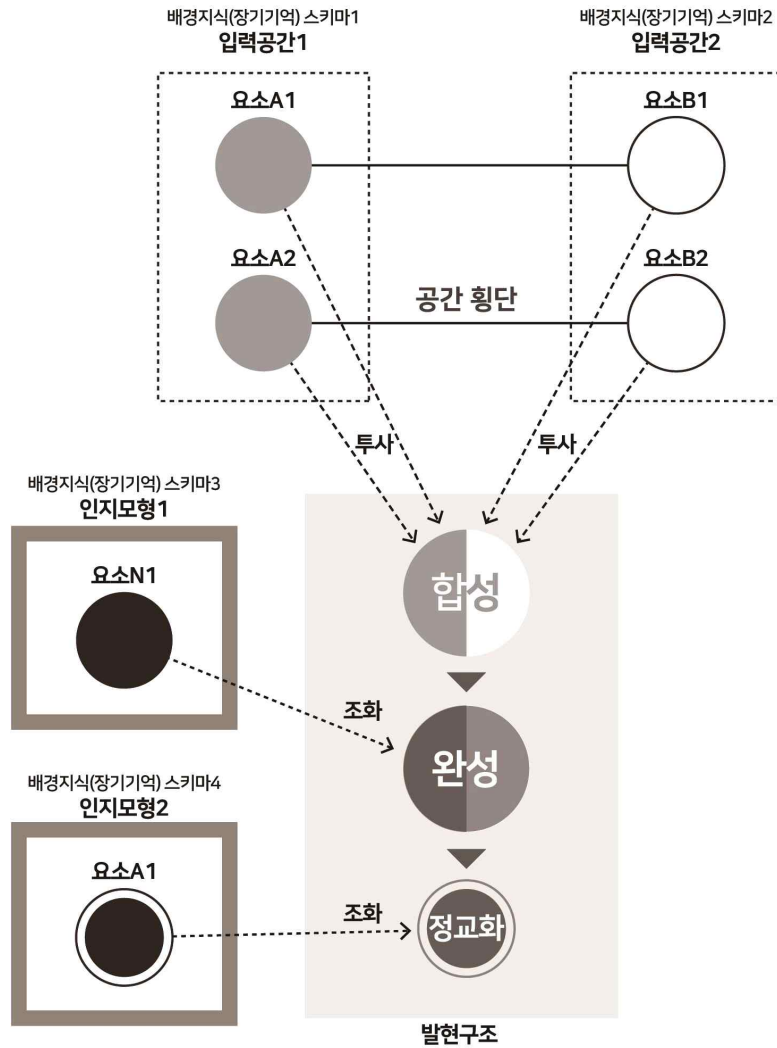 배경지식(장기기억) 스키마1
입력공간1
배경지식(장기기억) 스키마2
입력공간2
요소A1
요소B1
요소A2
요소B2
공간 횡단
투사
투사
배경지식(장기기억) 스키마3
인지모형1
요소N1
합성
조화
완성
배경지식(장기기억) 스키마4
인지모형2
요소A1
조화
정교화
발현구조